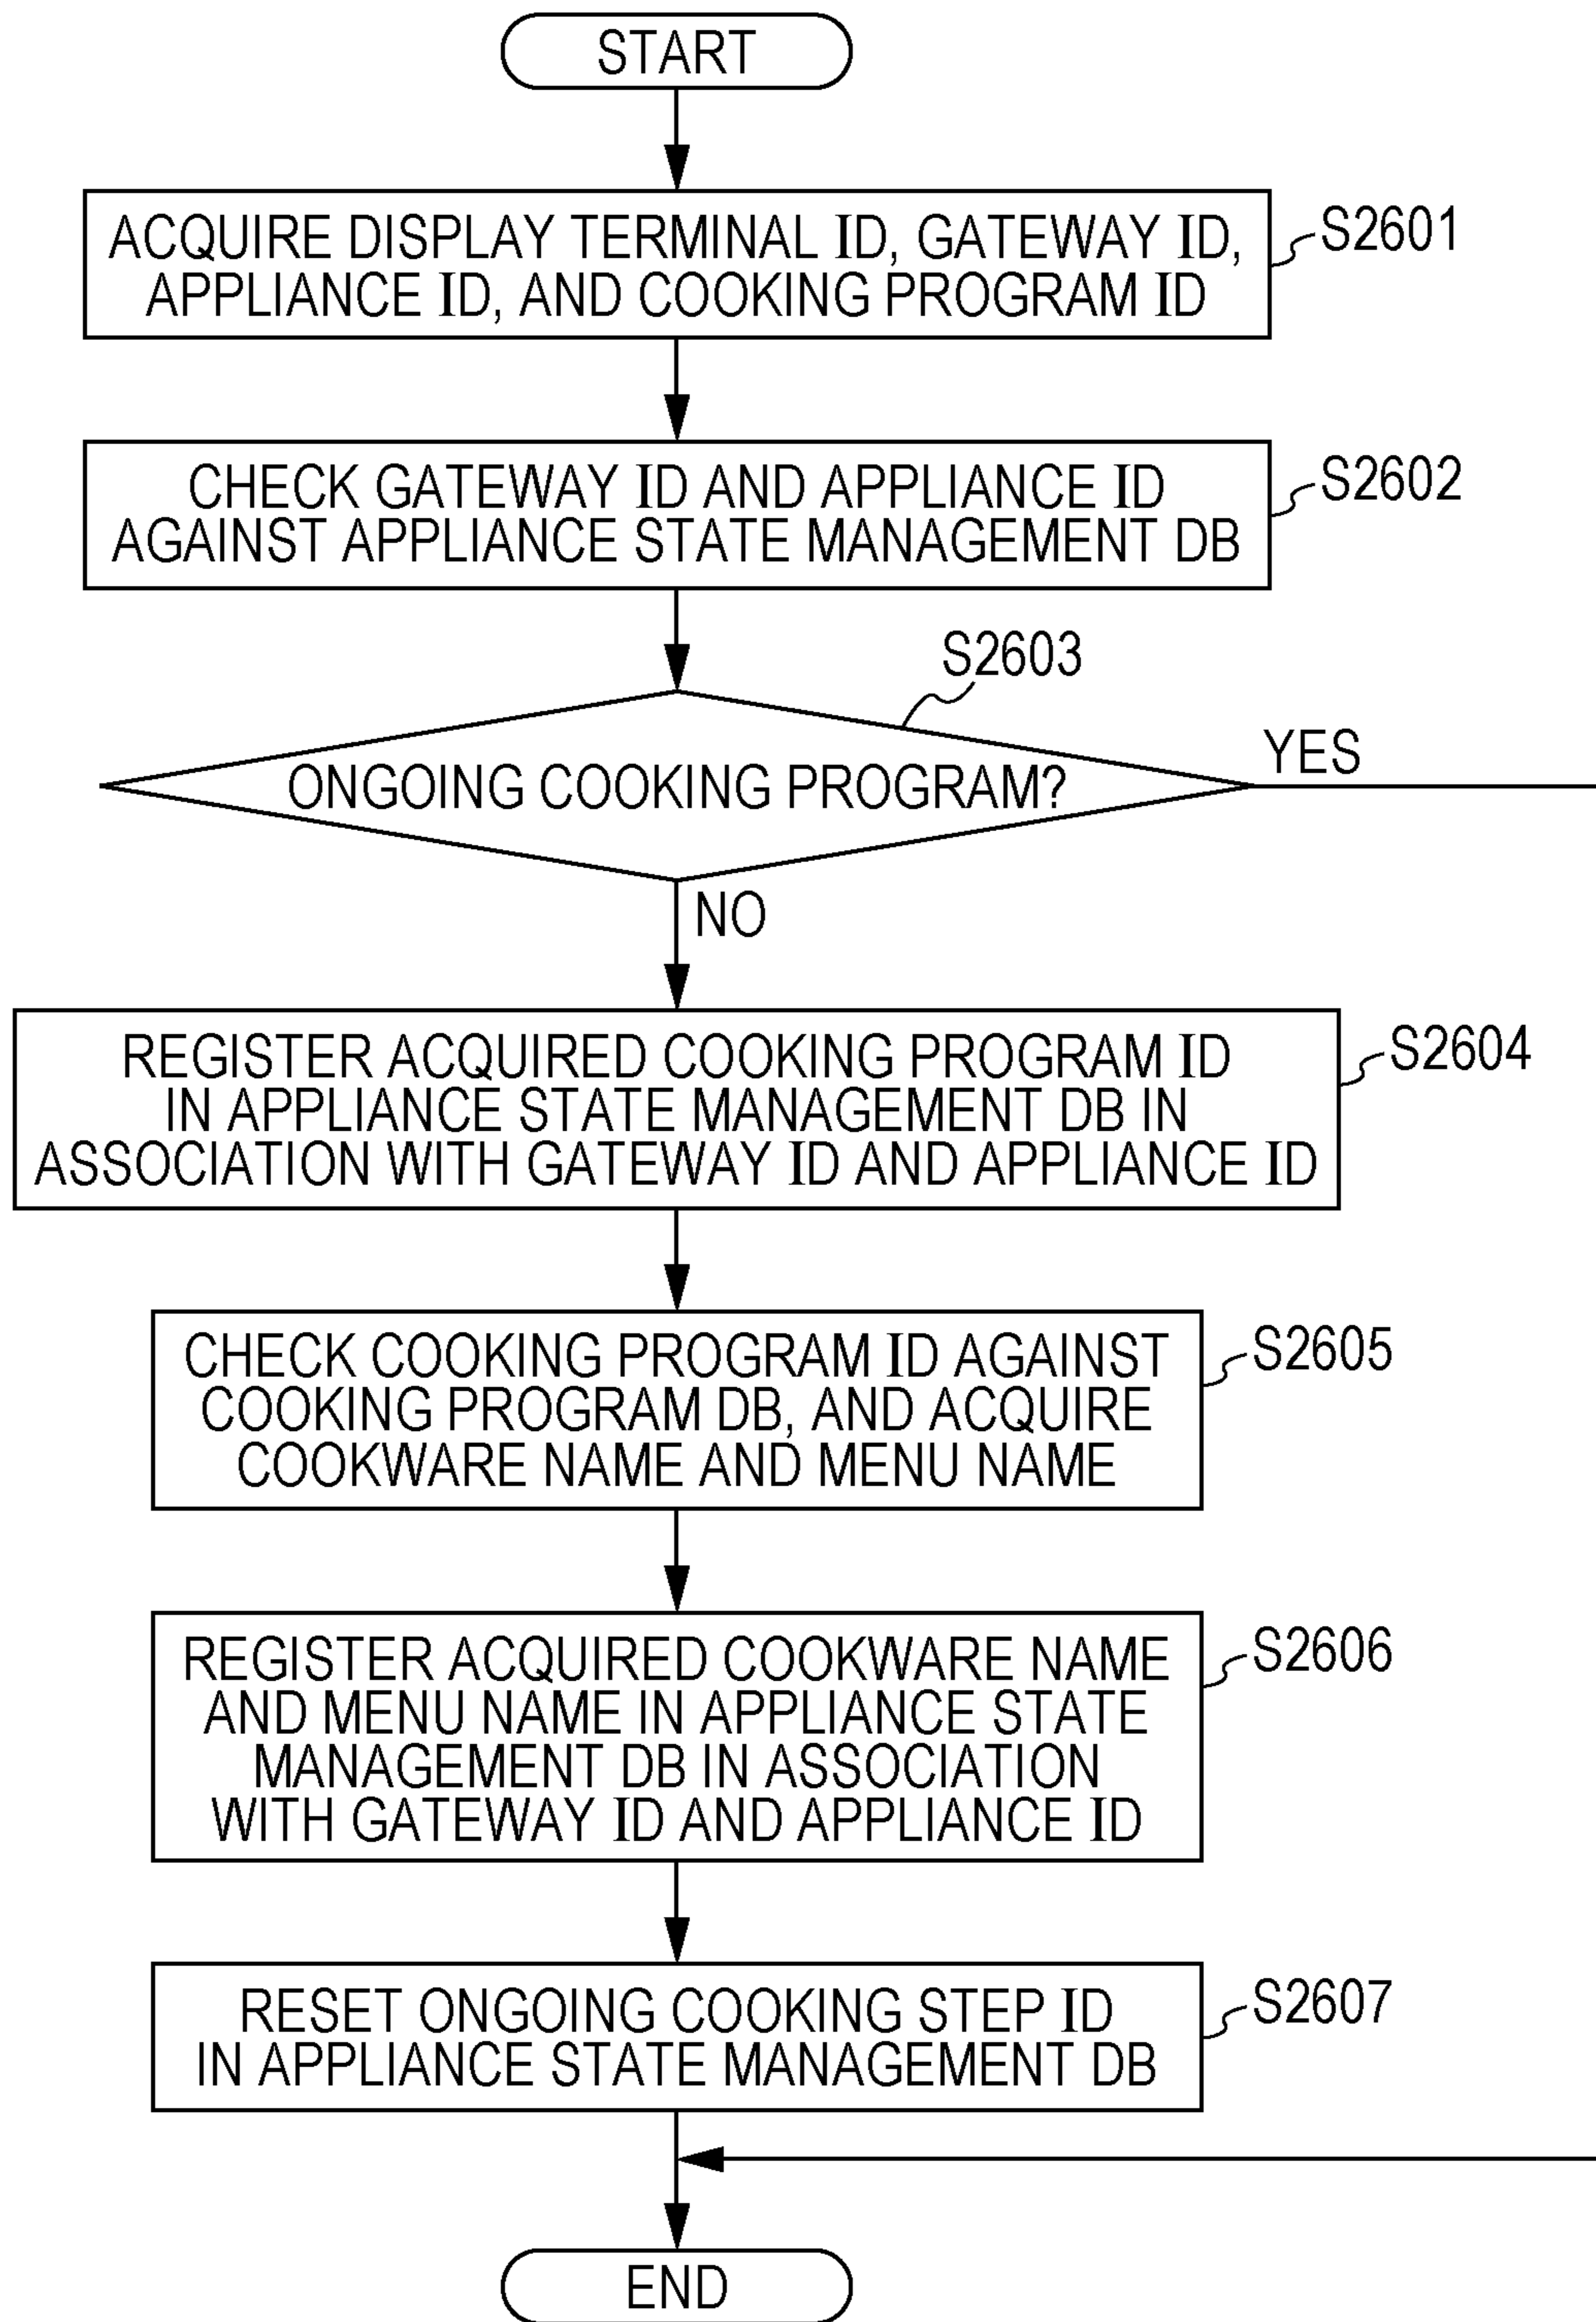 START
ACQUIRE DISPLAY TERMINAL ID, GATEWAY ID,
APPLIANCE ID, AND COOKING PROGRAM ID
S2601
CHECK GATEWAY ID AND APPLIANCE ID
AGAINST APPLIANCE STATE MANAGEMENT DB
S2602
S2603
ONGOING COOKING PROGRAM?
YES
NO
REGISTER ACQUIRED COOKING PROGRAM ID
IN APPLIANCE STATE MANAGEMENT DB IN
ASSOCIATION WITH GATEWAY ID AND APPLIANCE ID
S2604
CHECK COOKING PROGRAM ID AGAINST
COOKING PROGRAM DB, AND ACQUIRE
COOKWARE NAME AND MENU NAME
S2605
REGISTER ACQUIRED COOKWARE NAME
AND MENU NAME IN APPLIANCE STATE
MANAGEMENT DB IN ASSOCIATION
WITH GATEWAY ID AND APPLIANCE ID
S2606
RESET ONGOING COOKING STEP ID
IN APPLIANCE STATE MANAGEMENT DB
S2607
END